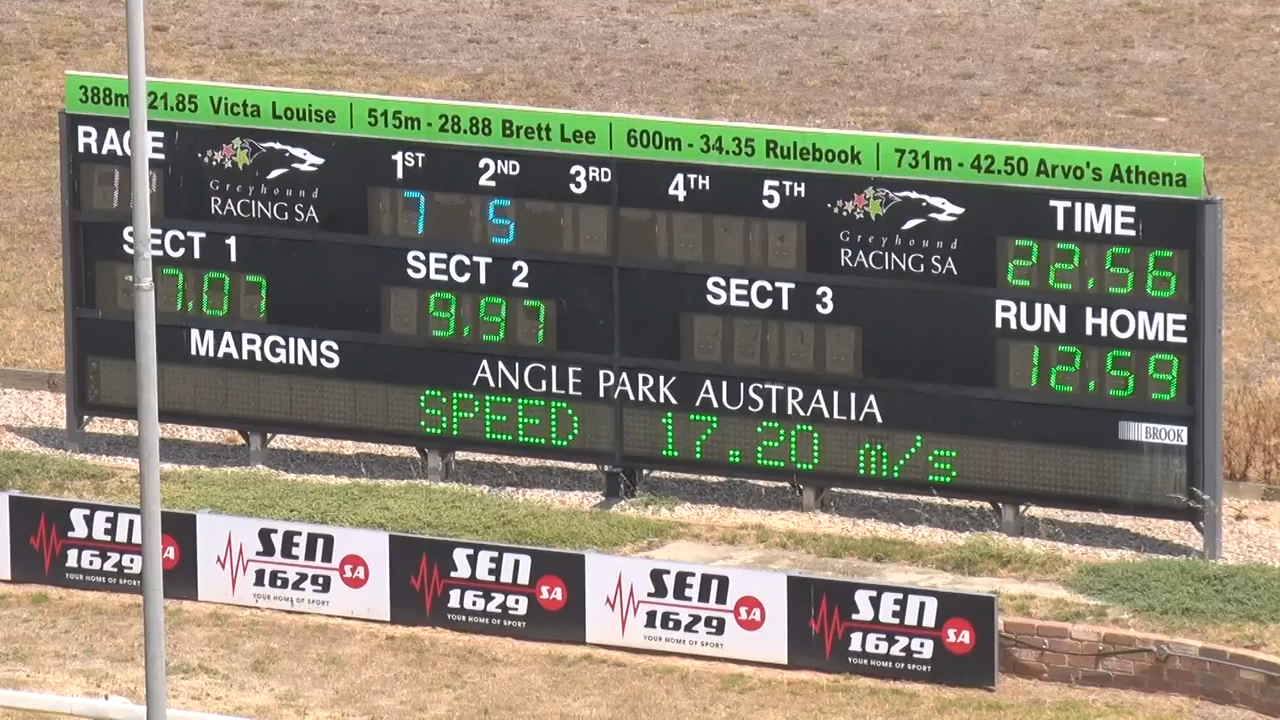 388m 21.85 Victa Louise | 515m - 28.88 Brett Lee | 600m - 34.35 Rulebook | 731m - 42.50 Arvo's Athena
RACE
Greyhound
RACING SA
1ST 2ND 3RD 4TH 5TH
7 5
Greyhound
RACING SA
TIME
22.56
SECT 1
7.07
SECT 2
9.97
SECT 3
RUN HOME
12.59
MARGINS
ANGLE PARK AUSTRALIA
SPEED 17.20 m/s
BROOK
SEN
1629 SA
YOUR HOME OF SPORT
SEN
1629 SA
YOUR HOME OF SPORT
SEN
1629 SA
YOUR HOME OF SPORT
SEN
1629 SA
YOUR HOME OF SPORT
SEN
1629 SA
YOUR HOME OF SPORT